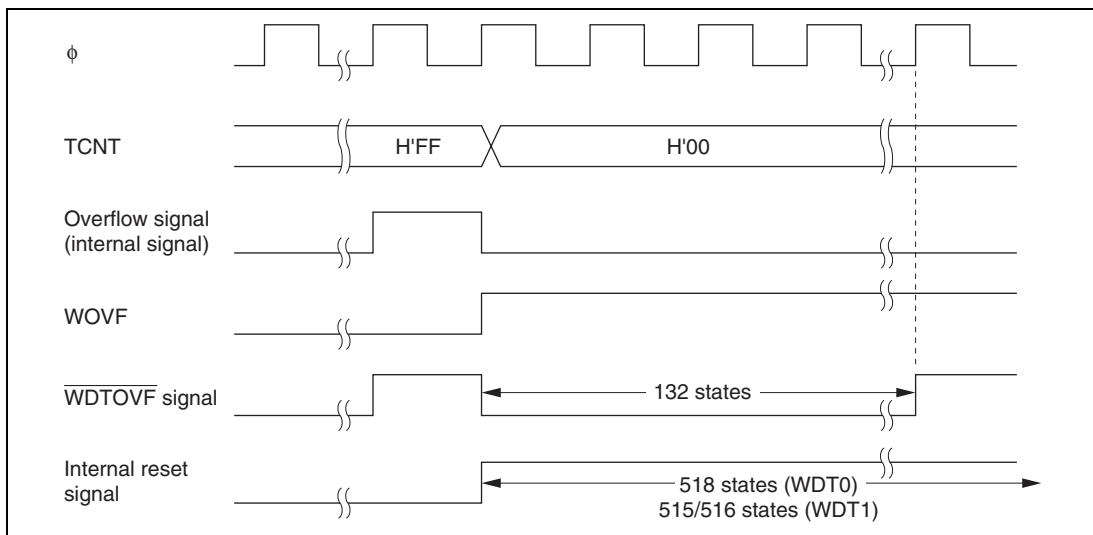 ϕ
TCNT
H'FF
H'00
Overflow signal
(internal signal)
WOVF
WDTOVF signal
132 states
Internal reset
signal
518 states (WDT0)
515/516 states (WDT1)